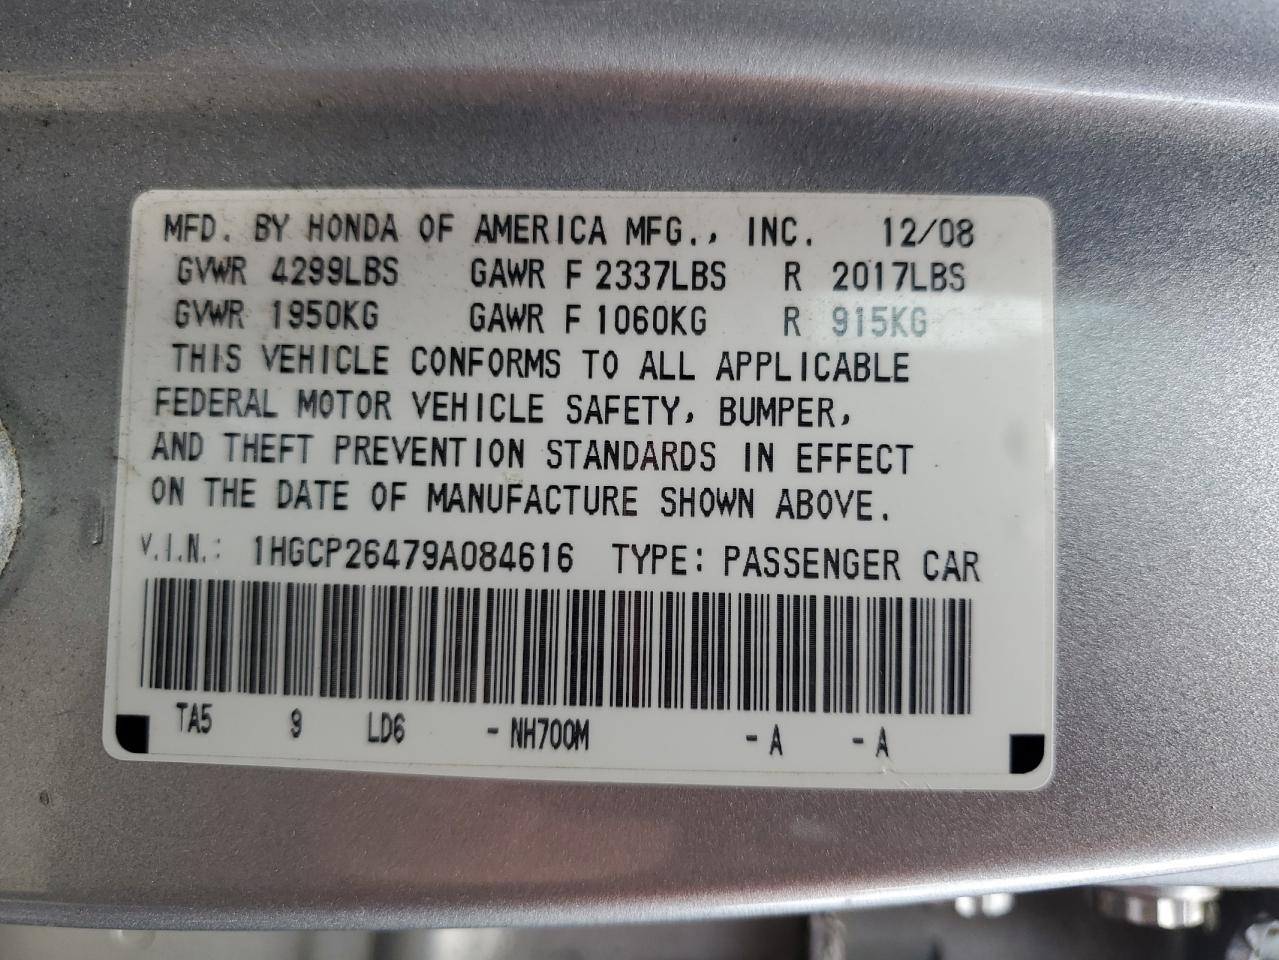 MFD. BY HONDA OF AMERICA MFG., INC. 12/08
GVWR 4299LBS GAWR F 2337LBS R 2017LBS
GVWR 1950KG GAWR F 1060KG R 915KG
THIS VEHICLE CONFORMS TO ALL APPLICABLE
FEDERAL MOTOR VEHICLE SAFETY, BUMPER,
AND THEFT PREVENTION STANDARDS IN EFFECT
ON THE DATE OF MANUFACTURE SHOWN ABOVE.
V.I.N.: 1HGCP26479A084616 TYPE: PASSENGER CAR
TA5 9 LD6 - NH700M - A - A